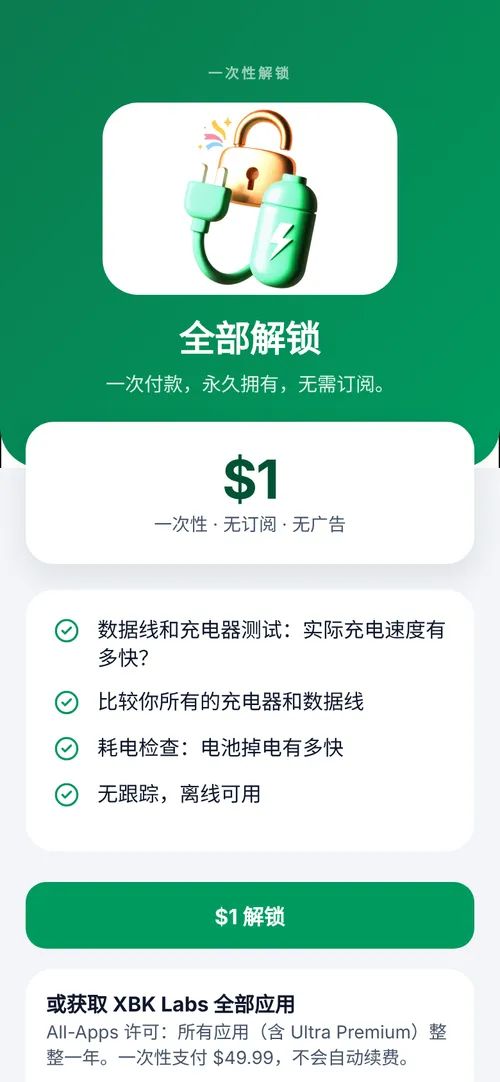 一次性解锁
全部解锁
一次付款，永久拥有，无需订阅。
$1
一次性 · 无订阅 · 无广告
数据线和充电器测试：实际充电速度有
多快？
比较你所有的充电器和数据线
耗电检查：电池掉电有多快
无跟踪，离线可用
$1 解锁
或获取 XBK Labs 全部应用
All-Apps 许可：所有应用（含 Ultra Premium）整
整一年。一次性支付 $49.99，不会自动续费。